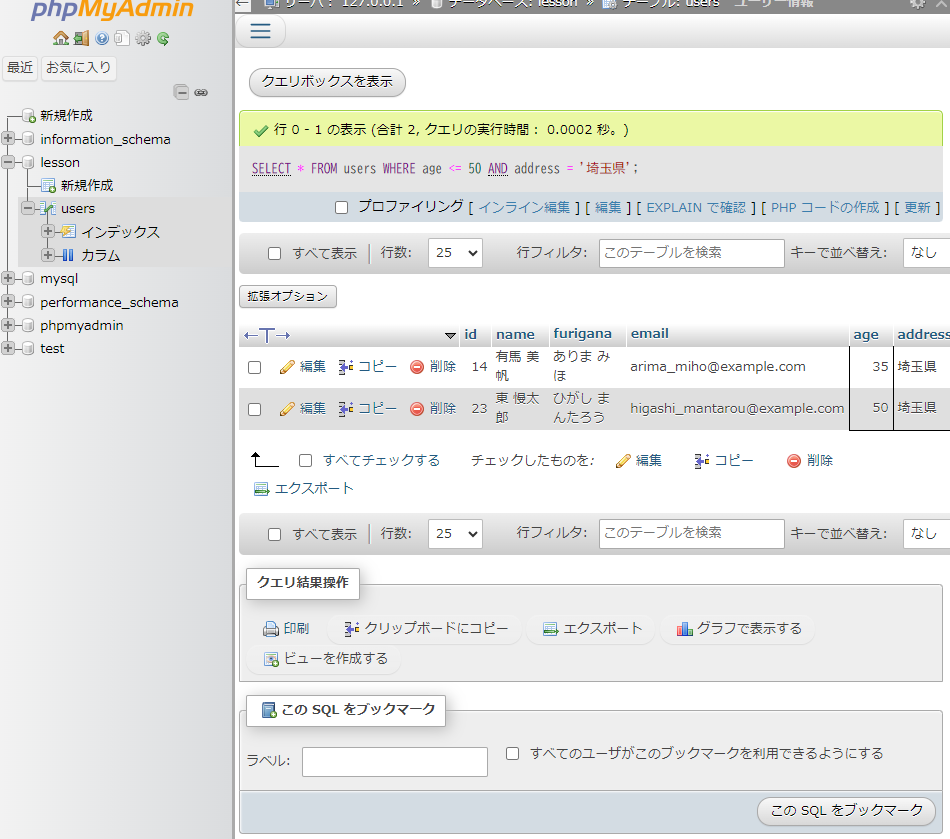 phpMyAdmin
最近 お気に入り
新規作成
information_schema
lesson
新規作成
users
インデックス
カラム
mysql
performance_schema
phpmyadmin
test
サーバ: 127.0.0.1 » データベース: lesson » テーブル: users ユーザー情報
クエリボックスを表示
行 0 - 1 の表示 (合計 2, クエリの実行時間： 0.0002 秒。)
SELECT * FROM users WHERE age <= 50 AND address = '埼玉県';
プロファイリング [ インライン編集 ] [ 編集 ] [ EXPLAIN で確認 ] [ PHP コードの作成 ] [ 更新 ]
すべて表示 行数: 25 行フィルタ: このテーブルを検索 キーで並べ替え: なし
拡張オプション
id name furigana email age address
編集 コピー 削除 14 有馬 美帆 ありま みほ arima_miho@example.com 35 埼玉県
編集 コピー 削除 23 東 慢太郎 ひがし まんたろう higashi_mantarou@example.com 50 埼玉県
すべてチェックする チェックしたものを: 編集 コピー 削除
エクスポート
すべて表示 行数: 25 行フィルタ: このテーブルを検索 キーで並べ替え: なし
クエリ結果操作
印刷 クリップボードにコピー エクスポート グラフで表示する
ビューを作成する
この SQL をブックマーク
ラベル: すべてのユーザがこのブックマークを利用できるようにする
この SQL をブックマーク